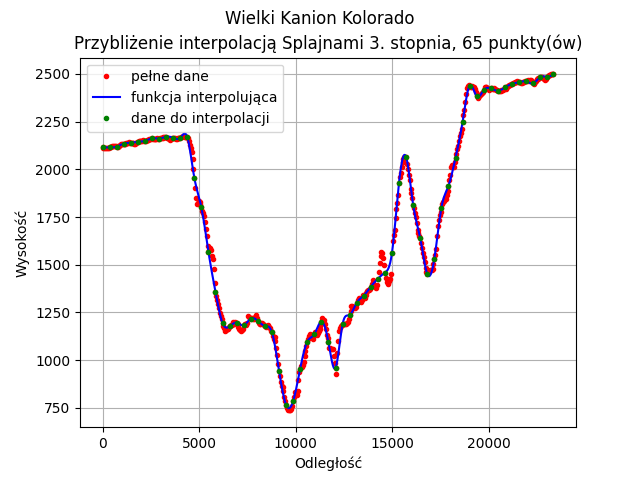 Wielki Kanion Kolorado
Przybliżenie interpolacją Splajnami 3. stopnia, 65 punkty(ów)
pełne dane
funkcja interpolująca
dane do interpolacji
Wysokość
2500
2250
2000
1750
1500
1250
1000
750
0 5000 10000 15000 20000
Odległość